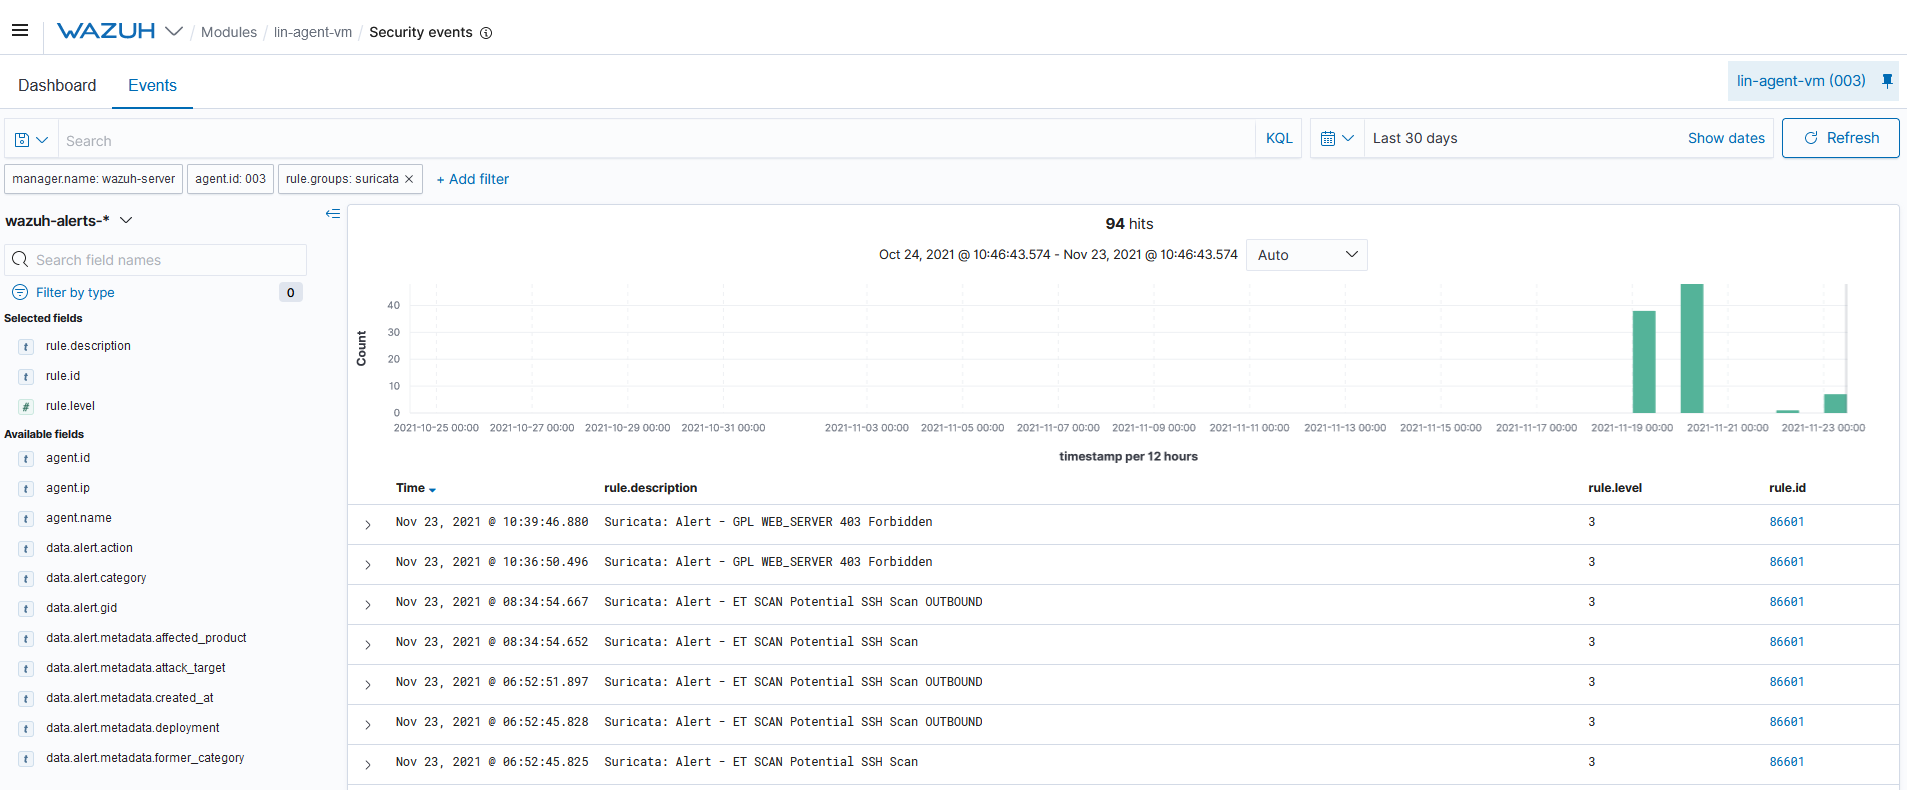 WAZUH / Modules / lin-agent-vm / Security events
Dashboard Events lin-agent-vm (003)
Search KQL Last 30 days Show dates Refresh
manager.name: wazuh-server agent.id: 003 rule.groups: suricata × + Add filter
wazuh-alerts-*
Search field names
Filter by type 0
Selected fields
t rule.description
t rule.id
# rule.level
Available fields
t agent.id
t agent.ip
t agent.name
t data.alert.action
t data.alert.category
t data.alert.gid
t data.alert.metadata.affected_product
t data.alert.metadata.attack_target
t data.alert.metadata.created_at
t data.alert.metadata.deployment
t data.alert.metadata.former_category
94 hits
Oct 24, 2021 @ 10:46:43.574 - Nov 23, 2021 @ 10:46:43.574 Auto
Count
40
30
20
10
0
2021-10-25 00:00 2021-10-27 00:00 2021-10-29 00:00 2021-10-31 00:00 2021-11-03 00:00 2021-11-05 00:00 2021-11-07 00:00 2021-11-09 00:00 2021-11-11 00:00 2021-11-13 00:00 2021-11-15 00:00 2021-11-17 00:00 2021-11-19 00:00 2021-11-21 00:00 2021-11-23 00:00
timestamp per 12 hours
Time rule.description rule.level rule.id
Nov 23, 2021 @ 10:39:46.880 Suricata: Alert - GPL WEB_SERVER 403 Forbidden 3 86601
Nov 23, 2021 @ 10:36:50.496 Suricata: Alert - GPL WEB_SERVER 403 Forbidden 3 86601
Nov 23, 2021 @ 08:34:54.667 Suricata: Alert - ET SCAN Potential SSH Scan OUTBOUND 3 86601
Nov 23, 2021 @ 08:34:54.652 Suricata: Alert - ET SCAN Potential SSH Scan 3 86601
Nov 23, 2021 @ 06:52:51.897 Suricata: Alert - ET SCAN Potential SSH Scan OUTBOUND 3 86601
Nov 23, 2021 @ 06:52:45.828 Suricata: Alert - ET SCAN Potential SSH Scan OUTBOUND 3 86601
Nov 23, 2021 @ 06:52:45.825 Suricata: Alert - ET SCAN Potential SSH Scan 3 86601